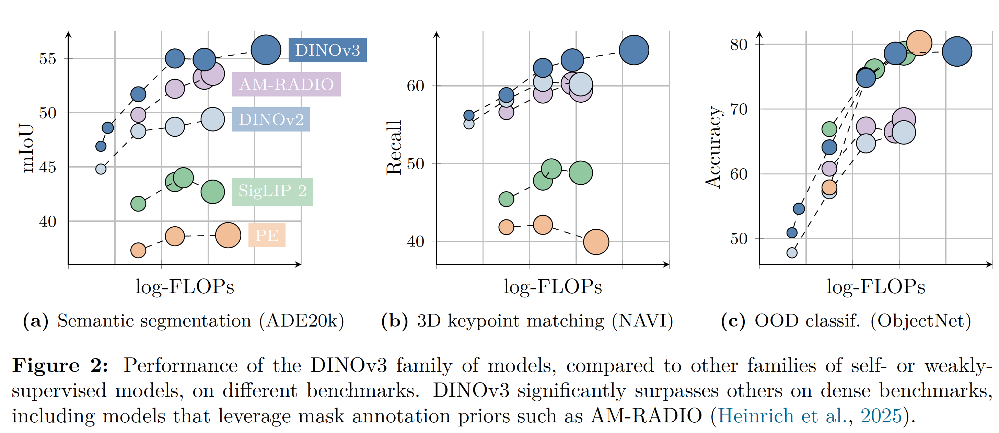 55
50
45
40
mIoU
DINOv3
AM-RADIO
DINOv2
SigLIP 2
PE
log-FLOPs
(a) Semantic segmentation (ADE20k)
60
50
40
Recall
log-FLOPs
(b) 3D keypoint matching (NAVI)
80
70
60
50
Accuracy
log-FLOPs
(c) OOD classif. (ObjectNet)
Figure 2: Performance of the DINOv3 family of models, compared to other families of self- or weakly-
supervised models, on different benchmarks. DINOv3 significantly surpasses others on dense benchmarks,
including models that leverage mask annotation priors such as AM-RADIO (Heinrich et al., 2025).